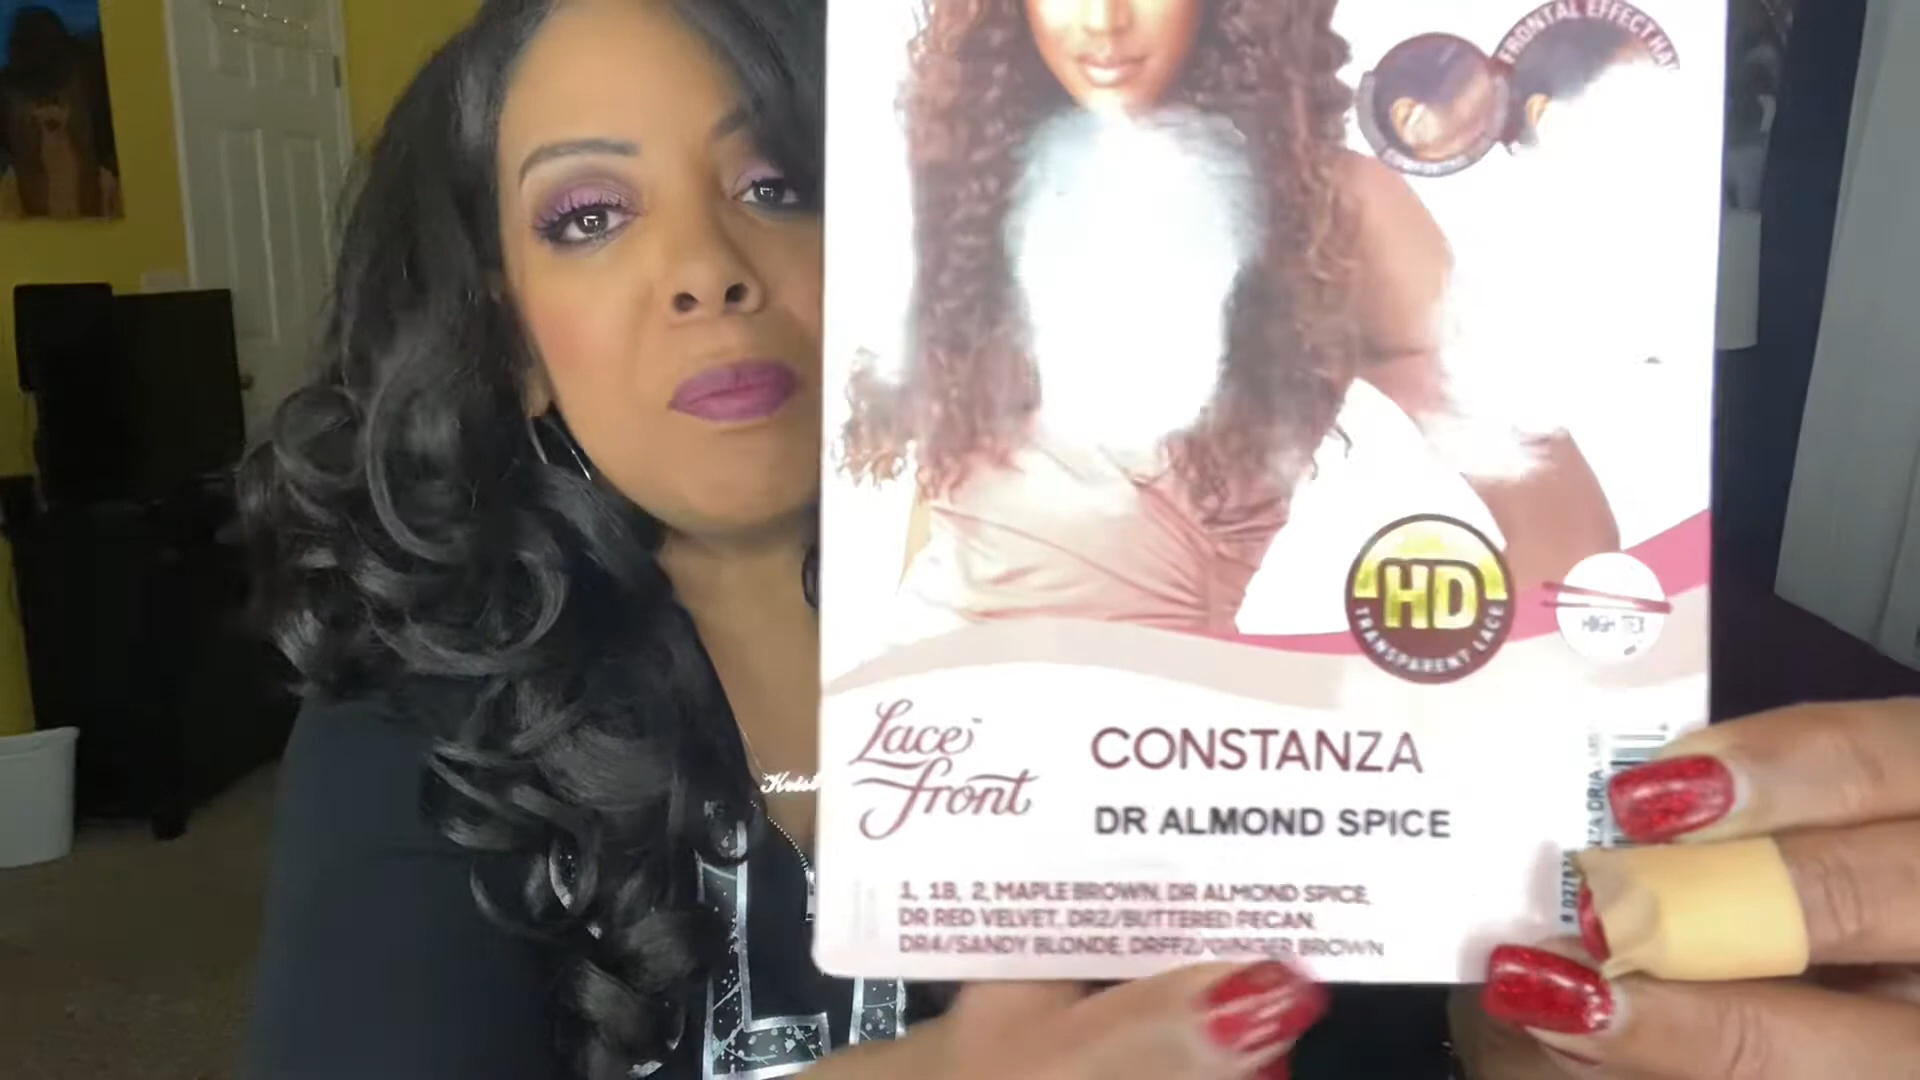 FRONTAL EFFECT
HD
TRANSPARENT LACE
HIGH TEX
Lace
front
CONSTANZA
DR ALMOND SPICE
1, 1B, 2, MAPLE BROWN, DR ALMOND SPICE,
DR RED VELVET, DR2/BUTTERED PECAN,
DR4/SANDY BLONDE, DRFF2/GINGER BROWN